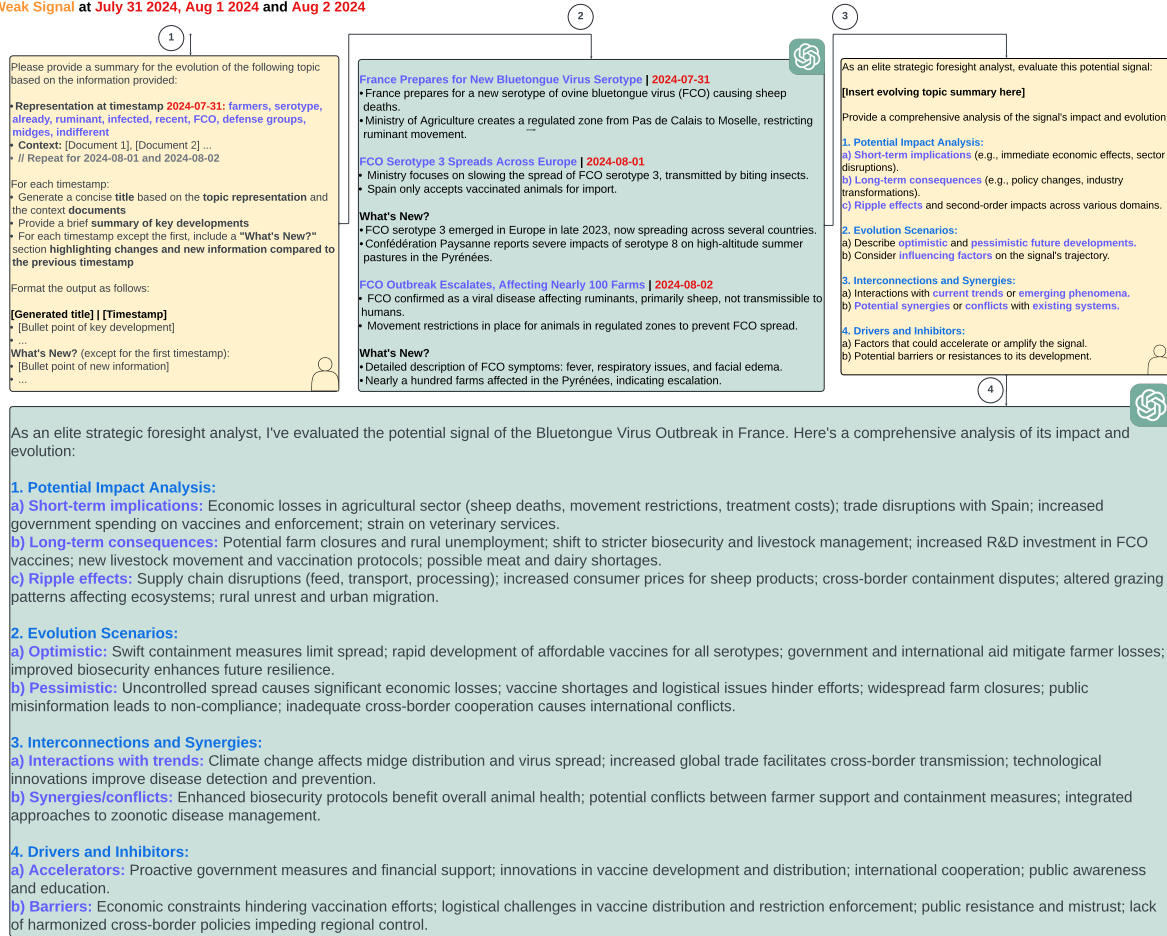 Weak Signal at July 31 2024, Aug 1 2024 and Aug 2 2024
1
2
3
Please provide a summary for the evolution of the following topic
based on the information provided:
• Representation at timestamp 2024-07-31: farmers, serotype,
already, ruminant, infected, recent, FCO, defense groups,
midges, indifferent
• Context: [Document 1], [Document 2] ...
• // Repeat for 2024-08-01 and 2024-08-02
For each timestamp:
• Generate a concise title based on the topic representation and
the context documents
• Provide a brief summary of key developments
• For each timestamp except the first, include a "What's New?"
section highlighting changes and new information compared to
the previous timestamp
Format the output as follows:
[Generated title] | [Timestamp]
• [Bullet point of key development]
• ...
What's New? (except for the first timestamp):
• [Bullet point of new information]
• ...
France Prepares for New Bluetongue Virus Serotype | 2024-07-31
• France prepares for a new serotype of ovine bluetongue virus (FCO) causing sheep
deaths.
• Ministry of Agriculture creates a regulated zone from Pas de Calais to Moselle, restricting
ruminant movement.
FCO Serotype 3 Spreads Across Europe | 2024-08-01
• Ministry focuses on slowing the spread of FCO serotype 3, transmitted by biting insects.
• Spain only accepts vaccinated animals for import.
What's New?
• FCO serotype 3 emerged in Europe in late 2023, now spreading across several countries.
• Confédération Paysanne reports severe impacts of serotype 8 on high-altitude summer
pastures in the Pyrénées.
FCO Outbreak Escalates, Affecting Nearly 100 Farms | 2024-08-02
• FCO confirmed as a viral disease affecting ruminants, primarily sheep, not transmissible to
humans.
• Movement restrictions in place for animals in regulated zones to prevent FCO spread.
What's New?
• Detailed description of FCO symptoms: fever, respiratory issues, and facial edema.
• Nearly a hundred farms affected in the Pyrénées, indicating escalation.
As an elite strategic foresight analyst, evaluate this potential signal:
[Insert evolving topic summary here]
Provide a comprehensive analysis of the signal's impact and evolution
1. Potential Impact Analysis:
a) Short-term implications (e.g., immediate economic effects, sector
disruptions).
b) Long-term consequences (e.g., policy changes, industry
transformations).
c) Ripple effects and second-order impacts across various domains.
2. Evolution Scenarios:
a) Describe optimistic and pessimistic future developments.
b) Consider influencing factors on the signal's trajectory.
3. Interconnections and Synergies:
a) Interactions with current trends or emerging phenomena.
b) Potential synergies or conflicts with existing systems.
4. Drivers and Inhibitors:
a) Factors that could accelerate or amplify the signal.
b) Potential barriers or resistances to its development.
4
As an elite strategic foresight analyst, I've evaluated the potential signal of the Bluetongue Virus Outbreak in France. Here's a comprehensive analysis of its impact and
evolution:
1. Potential Impact Analysis:
a) Short-term implications: Economic losses in agricultural sector (sheep deaths, movement restrictions, treatment costs); trade disruptions with Spain; increased
government spending on vaccines and enforcement; strain on veterinary services.
b) Long-term consequences: Potential farm closures and rural unemployment; shift to stricter biosecurity and livestock management; increased R&D investment in FCO
vaccines; new livestock movement and vaccination protocols; possible meat and dairy shortages.
c) Ripple effects: Supply chain disruptions (feed, transport, processing); increased consumer prices for sheep products; cross-border containment disputes; altered grazing
patterns affecting ecosystems; rural unrest and urban migration.
2. Evolution Scenarios:
a) Optimistic: Swift containment measures limit spread; rapid development of affordable vaccines for all serotypes; government and international aid mitigate farmer losses;
improved biosecurity enhances future resilience.
b) Pessimistic: Uncontrolled spread causes significant economic losses; vaccine shortages and logistical issues hinder efforts; widespread farm closures; public
misinformation leads to non-compliance; inadequate cross-border cooperation causes international conflicts.
3. Interconnections and Synergies:
a) Interactions with trends: Climate change affects midge distribution and virus spread; increased global trade facilitates cross-border transmission; technological
innovations improve disease detection and prevention.
b) Synergies/conflicts: Enhanced biosecurity protocols benefit overall animal health; potential conflicts between farmer support and containment measures; integrated
approaches to zoonotic disease management.
4. Drivers and Inhibitors:
a) Accelerators: Proactive government measures and financial support; innovations in vaccine development and distribution; international cooperation; public awareness
and education.
b) Barriers: Economic constraints hindering vaccination efforts; logistical challenges in vaccine distribution and restriction enforcement; public resistance and mistrust; lack
of harmonized cross-border policies impeding regional control.